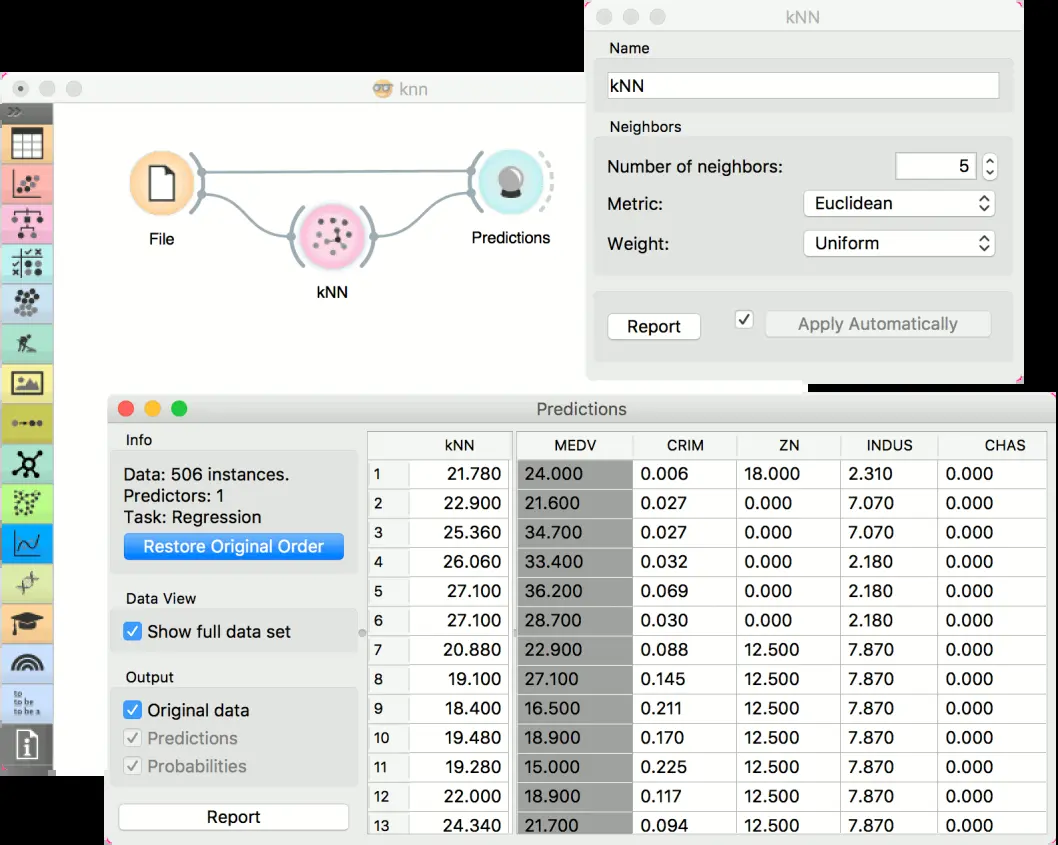 kNN
Name
kNN
Neighbors
Number of neighbors: 5
Metric: Euclidean
Weight: Uniform
Report Apply Automatically
knn
File
Predictions
kNN
to
to be
to be a
Predictions
Info
Data: 506 instances.
Predictors: 1
Task: Regression
Restore Original Order
Data View
Show full data set
Output
Original data
Predictions
Probabilities
Report
kNN MEDV CRIM ZN INDUS CHAS
1 21.780 24.000 0.006 18.000 2.310 0.000
2 22.900 21.600 0.027 0.000 7.070 0.000
3 25.360 34.700 0.027 0.000 7.070 0.000
4 26.060 33.400 0.032 0.000 2.180 0.000
5 27.100 36.200 0.069 0.000 2.180 0.000
6 27.100 28.700 0.030 0.000 2.180 0.000
7 20.880 22.900 0.088 12.500 7.870 0.000
8 19.100 27.100 0.145 12.500 7.870 0.000
9 18.400 16.500 0.211 12.500 7.870 0.000
10 19.480 18.900 0.170 12.500 7.870 0.000
11 19.280 15.000 0.225 12.500 7.870 0.000
12 22.000 18.900 0.117 12.500 7.870 0.000
13 24.340 21.700 0.094 12.500 7.870 0.000